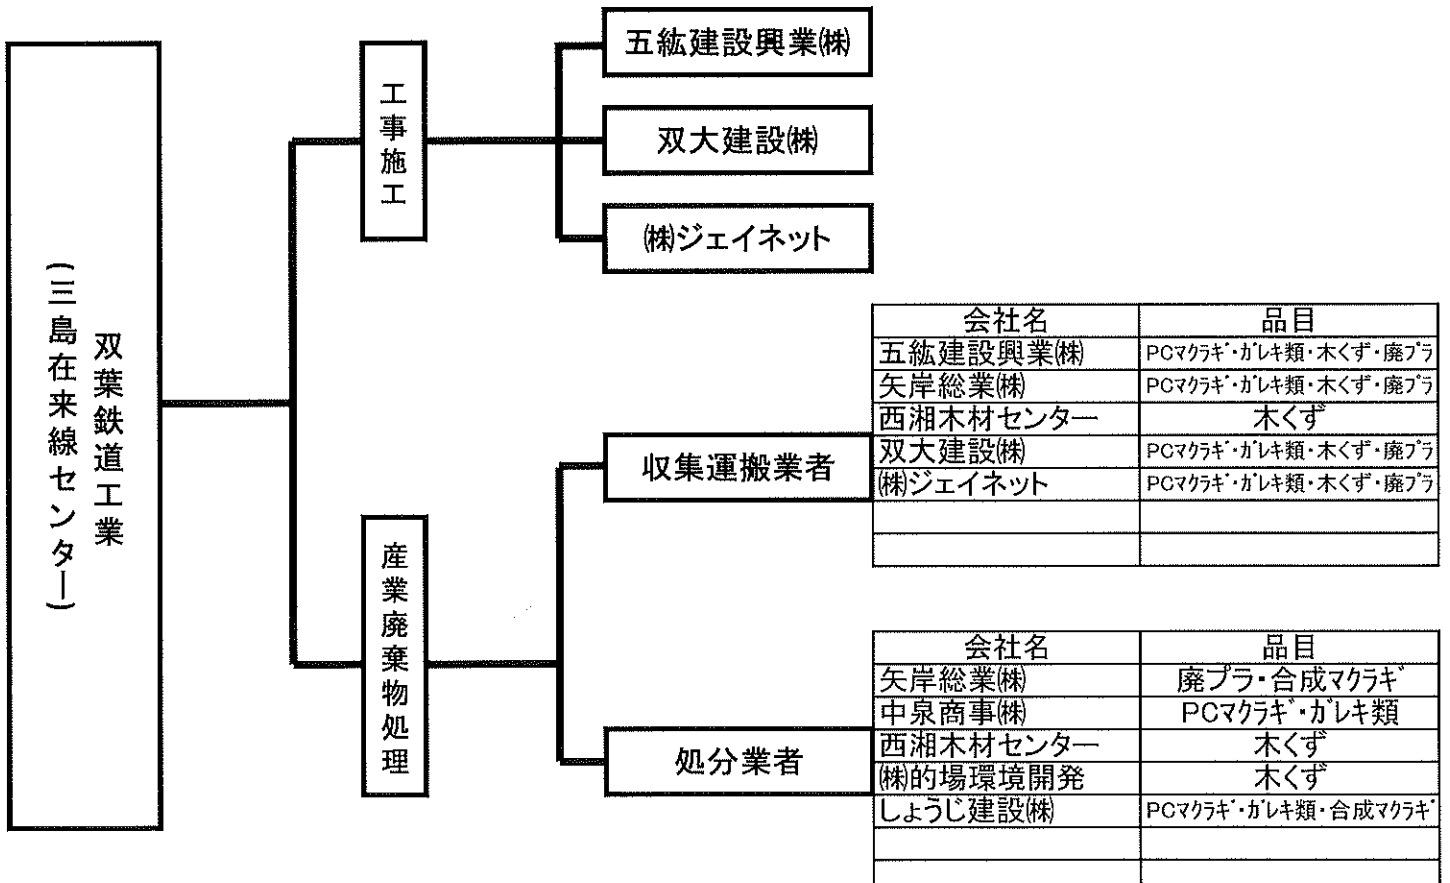 双葉鉄道工業
(三島在来線センター)
工事施工
五紘建設興業㈱
双大建設㈱
㈱ジェイネット
産業廃棄物処理
収集運搬業者
会社名 品目
五紘建設興業㈱ PCマクラギ・ガレキ類・木くず・廃プラ
矢岸総業㈱ PCマクラギ・ガレキ類・木くず・廃プラ
西湘木材センター 木くず
双大建設㈱ PCマクラギ・ガレキ類・木くず・廃プラ
㈱ジェイネット PCマクラギ・ガレキ類・木くず・廃プラ
処分業者
会社名 品目
矢岸総業㈱ 廃プラ・合成マクラギ
中泉商事㈱ PCマクラギ・ガレキ類
西湘木材センター 木くず
㈱的場環境開発 木くず
しょうじ建設㈱ PCマクラギ・ガレキ類・合成マクラギ